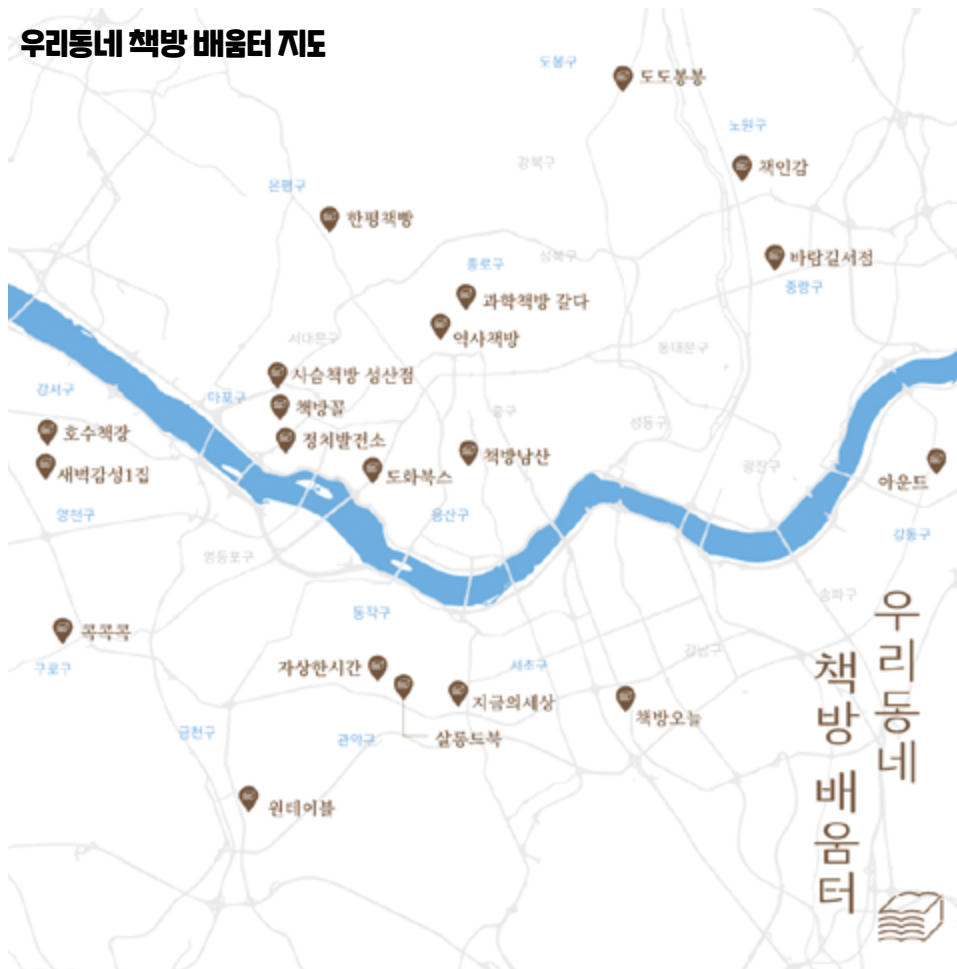 우리동네 책방 배움터 지도
도봉구
도도봉봉
노원구
책인감
강북구
은평구
한평책빵
바람길서점
중랑구
성북구
종로구
과학책방 갈다
역사책방
서대문구
동대문구
사슴책방 성산점
강서구
마포구
책방꼴
중구
성동구
호수책장
정치발전소
책방남산
새벽감성1집
도화북스
광진구
아운드
양천구
용산구
강동구
영등포구
송파구
동작구
콕콕콕
구로구
자상한시간
서초구
강남구
지금의세상
책방오늘
살롱드북
금천구
관악구
원테이블
우리동네
책방 배움터